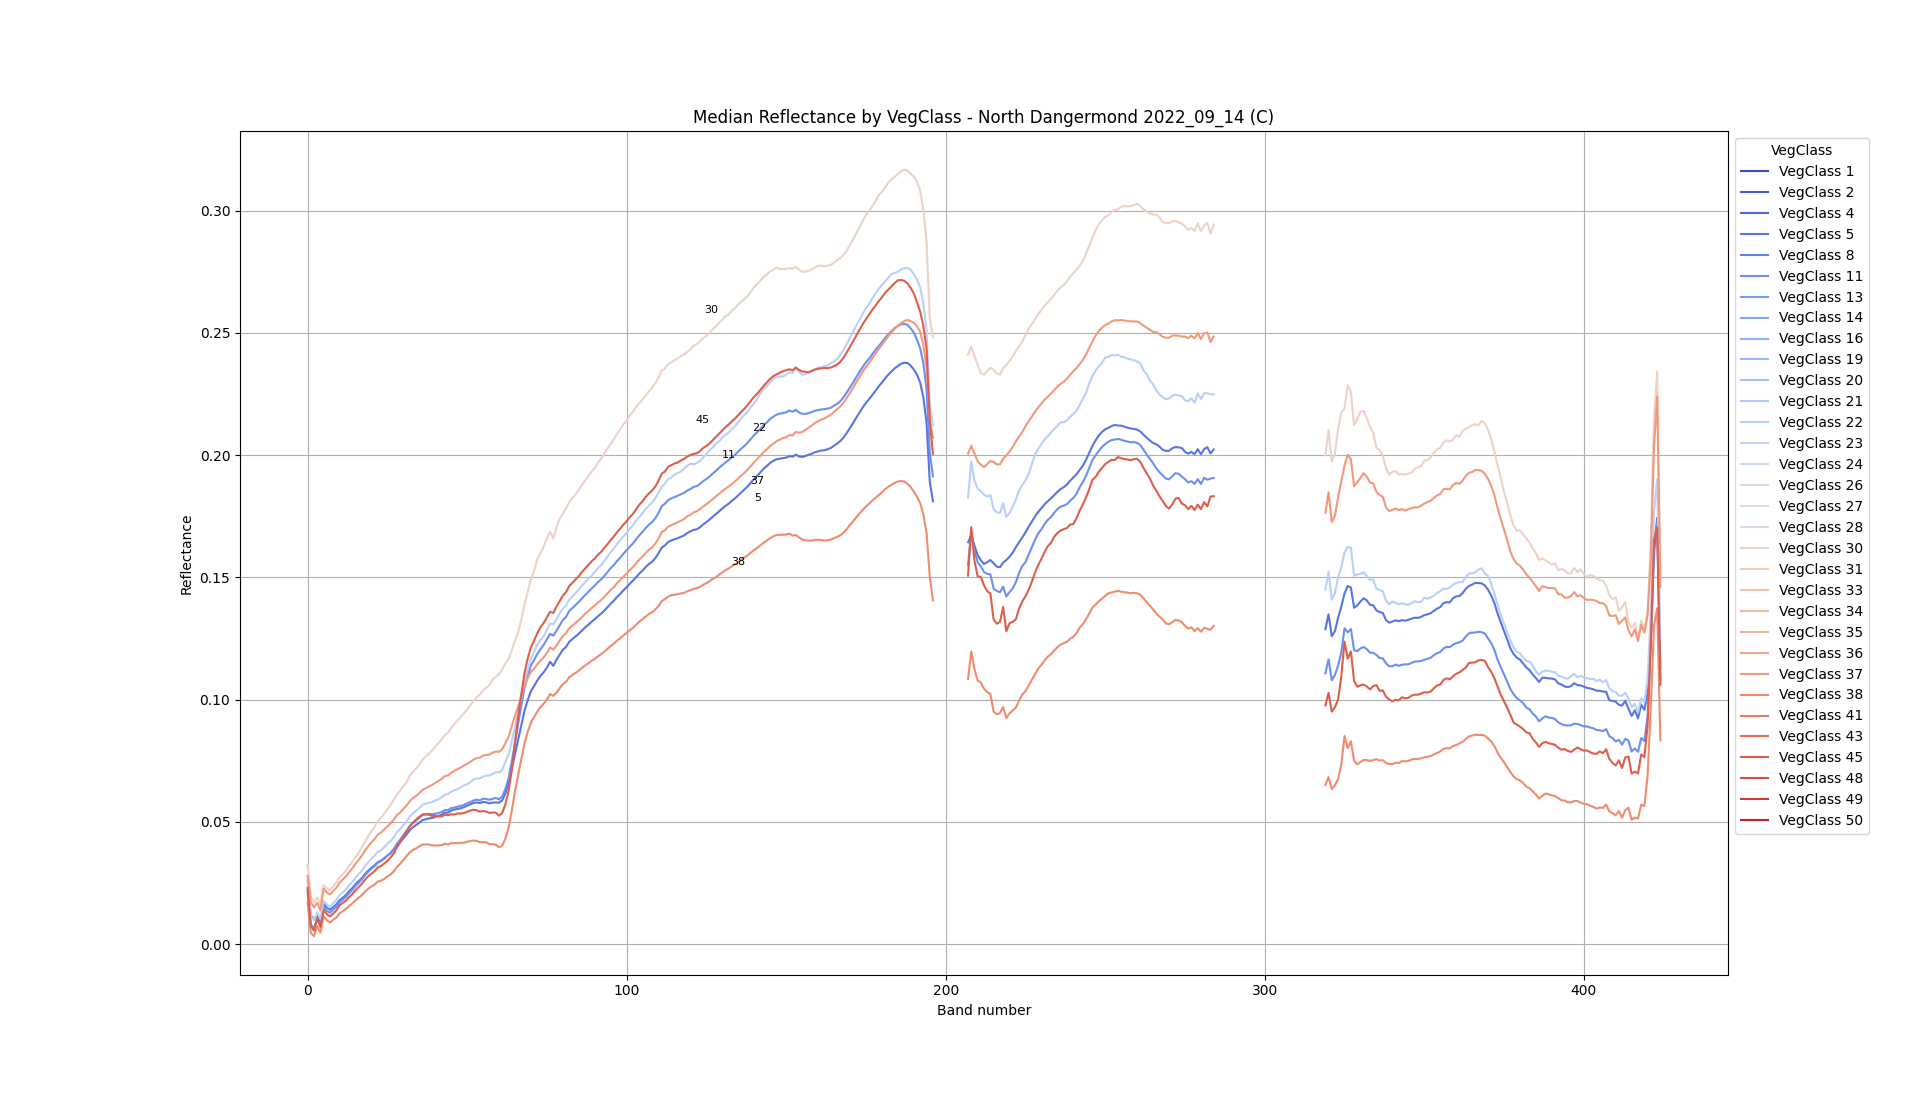 Median Reflectance by VegClass - North Dangermond 2022_09_14 (C)
VegClass
VegClass 1
VegClass 2
VegClass 4
VegClass 5
VegClass 8
VegClass 11
VegClass 13
VegClass 14
VegClass 16
VegClass 19
VegClass 20
VegClass 21
VegClass 22
VegClass 23
VegClass 24
VegClass 26
VegClass 27
VegClass 28
VegClass 30
VegClass 31
VegClass 33
VegClass 34
VegClass 35
VegClass 36
VegClass 37
VegClass 38
VegClass 41
VegClass 43
VegClass 45
VegClass 48
VegClass 49
VegClass 50
0.30
0.25
0.20
0.15
0.10
0.05
0.00
Reflectance
30
45
22
11
37
5
38
0
100
200
300
400
Band number